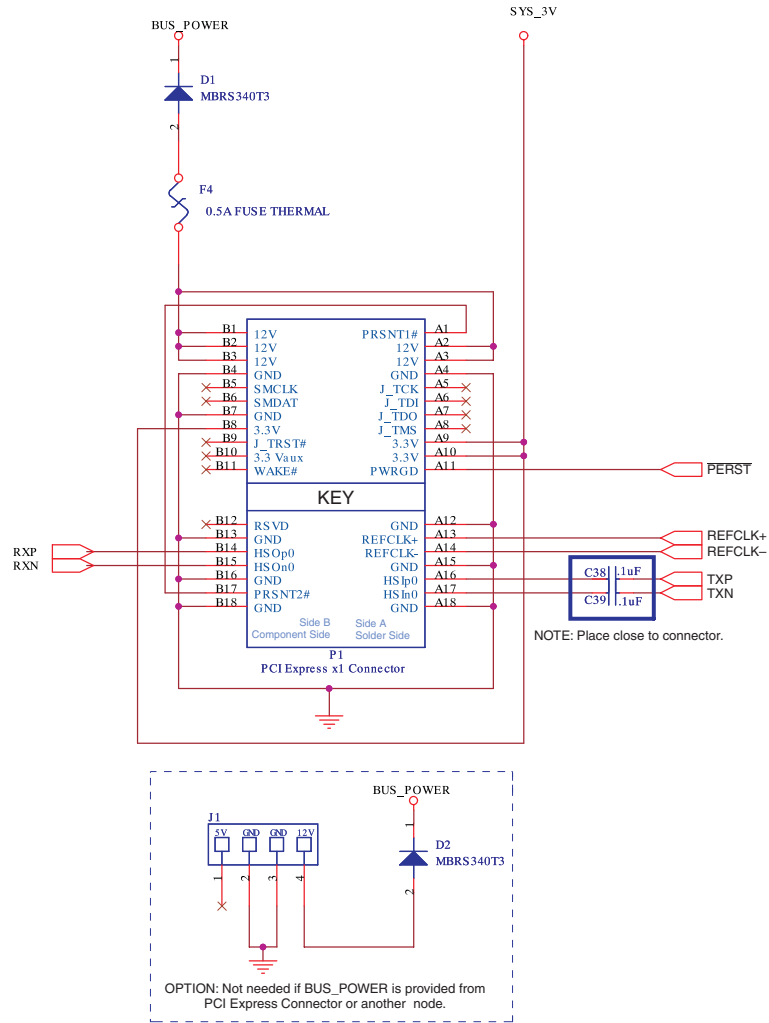 SYS_3V
BUS_POWER
1
D1
MBRS340T3
2
F4
0.5A FUSE THERMAL
B1 12V PRSNT1# A1
B2 12V 12V A2
B3 12V 12V A3
B4 GND GND A4
B5 SMCLK J_TCK A5
B6 SMDAT J_TDI A6
B7 GND J_TDO A7
B8 3.3V J_TMS A8
B9 J_TRST# 3.3V A9
B10 3.3 Vaux 3.3V A10
B11 WAKE# PWRGD A11 PERST
KEY
B12 RSVD GND A12
B13 GND REFCLK+ A13 REFCLK+
RXP B14 HSOp0 REFCLK- A14 REFCLK–
RXN B15 HSOn0 GND A15
B16 GND HSIp0 A16 C38 .1uF TXP
B17 PRSNT2# HSIn0 A17 C39 .1uF TXN
B18 GND GND A18
Side B Side A
Component Side Solder Side
NOTE: Place close to connector.
P1
PCI Express x1 Connector
BUS_POWER
J1
5V GND GND 12V
1 2 3 4
1
D2
MBRS340T3
2
OPTION: Not needed if BUS_POWER is provided from
PCI Express Connector or another node.